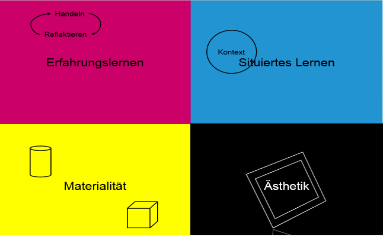 Handeln
Reflektieren
Erfahrungslernen
Kontext
Situiertes Lernen
Materialität
Ästhetik